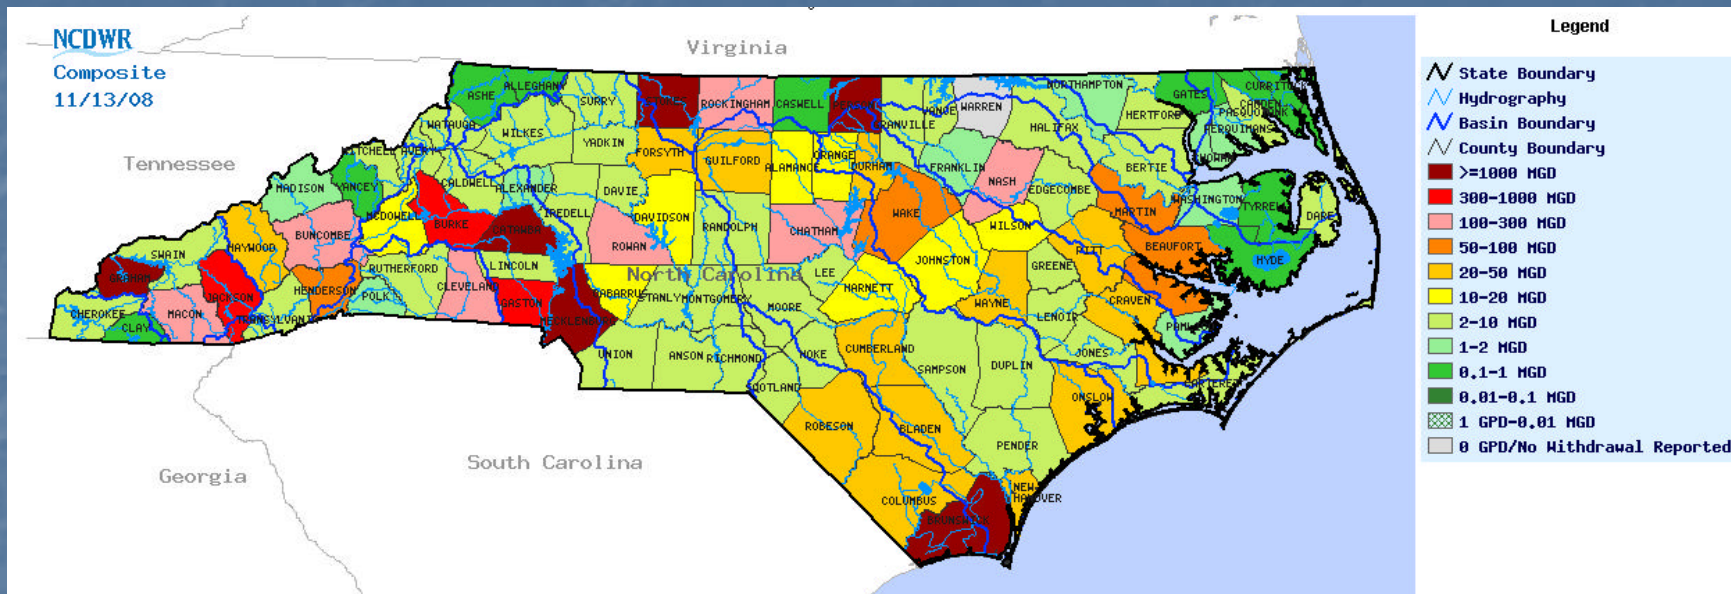 NCDWR
Composite
11/13/08
Virginia
Tennessee
North Carolina
South Carolina
Georgia
ASHE
ALLEGHANY
SURRY
STOKES
ROCKINGHAM
CASWELL
PERSON
GRANVILLE
VANCE
WARREN
NORTHAMPTON
HERTFORD
GATES
CURRITUCK
CAMDEN
PASQUOTANK
PERQUIMANS
CHOWAN
WATAUGA
WILKES
YADKIN
FORSYTH
GUILFORD
ALAMANCE
ORANGE
DURHAM
FRANKLIN
HALIFAX
BERTIE
MITCHELL
AVERY
CALDWELL
ALEXANDER
DAVIE
IREDELL
DAVIDSON
RANDOLPH
CHATHAM
WAKE
NASH
EDGECOMBE
MARTIN
WASHINGTON
TYRRELL
DARE
MADISON
YANCEY
MCDOWELL
BURKE
CATAWBA
ROWAN
WILSON
PITT
BEAUFORT
HYDE
BUNCOMBE
HAYWOOD
SWAIN
GRAHAM
JACKSON
HENDERSON
RUTHERFORD
POLK
CLEVELAND
LINCOLN
GASTON
MECKLENBURG
CABARRUS
STANLY
MONTGOMERY
MOORE
LEE
HARNETT
JOHNSTON
WAYNE
GREENE
LENOIR
CRAVEN
PAMLICO
CHEROKEE
CLAY
MACON
TRANSYLVANIA
UNION
ANSON
RICHMOND
SCOTLAND
HOKE
CUMBERLAND
SAMPSON
DUPLIN
JONES
CARTERET
ONSLOW
ROBESON
BLADEN
PENDER
COLUMBUS
BRUNSWICK
NEW
HANOVER
Legend
State Boundary
Hydrography
Basin Boundary
County Boundary
>=1000 MGD
300-1000 MGD
100-300 MGD
50-100 MGD
20-50 MGD
10-20 MGD
2-10 MGD
1-2 MGD
0.1-1 MGD
0.01-0.1 MGD
1 GPD-0.01 MGD
0 GPD/No Withdrawal Reported